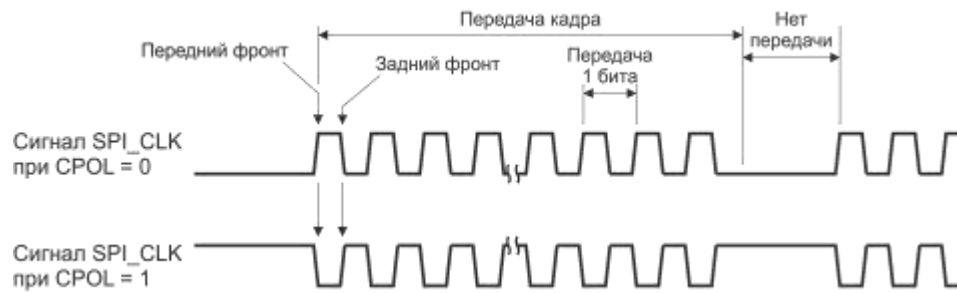 Передача кадра
Нет
передачи
Передний фронт
Задний фронт
Передача
1 бита
Сигнал SPI_CLK
при CPOL = 0
Сигнал SPI_CLK
при CPOL = 1